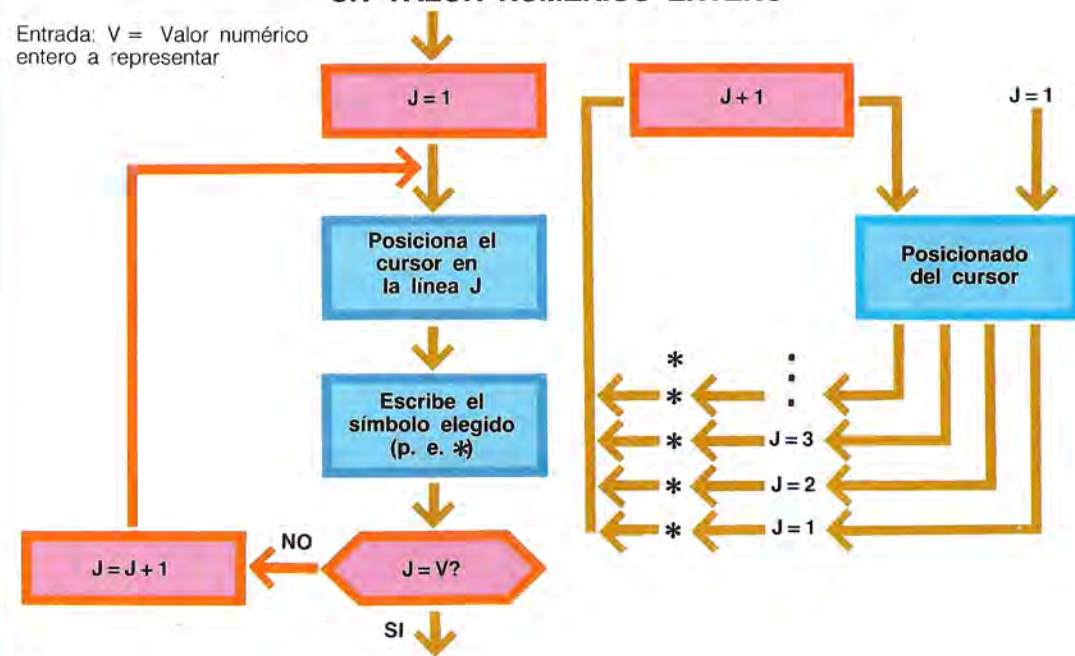 Entrada: V = Valor numérico
entero a representar
J = 1
Posiciona el
cursor en
la línea J
Escribe el
símbolo elegido
(p. e. *)
J = V?
NO
J = J + 1
SI
J + 1
J = 1
Posicionado
del cursor
*
*
* J = 3
* J = 2
* J = 1